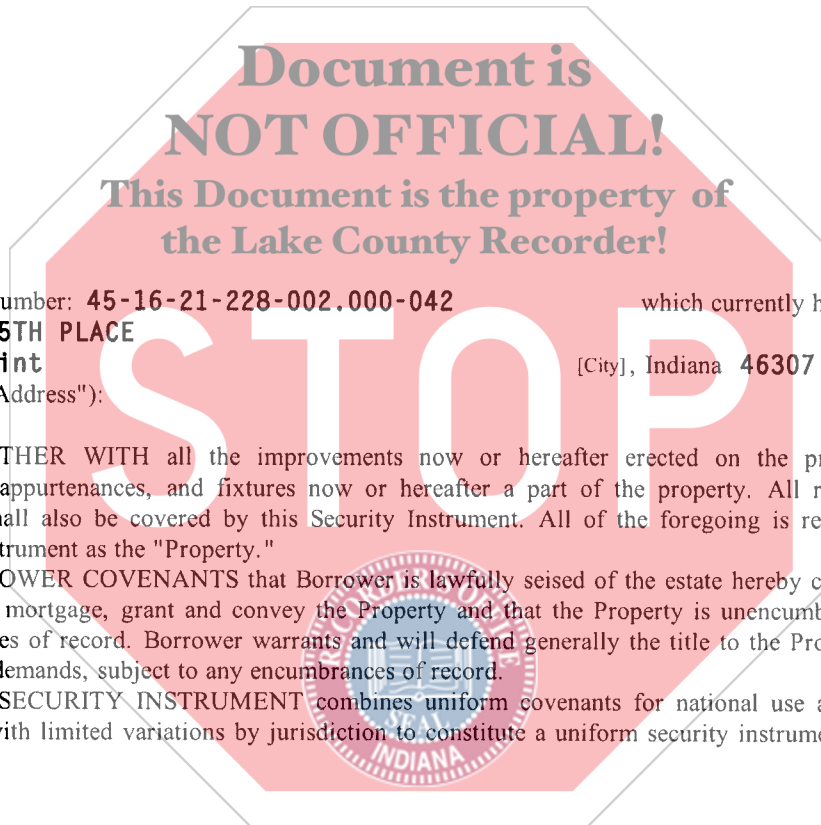 Document is
NOT OFFICIAL!
This Document is the property of
the Lake County Recorder!
STOP
umber: 45-16-21-228-002.000-042 which currently h
5TH PLACE
int [City], Indiana 46307
Address"):
THER WITH all the improvements now or hereafter erected on the pr
appurtenances, and fixtures now or hereafter a part of the property. All r
all also be covered by this Security Instrument. All of the foregoing is re
trument as the "Property."
OWER COVENANTS that Borrower is lawfully seised of the estate hereby c
mortgage, grant and convey the Property and that the Property is unencumb
es of record. Borrower warrants and will defend generally the title to the Pro
demands, subject to any encumbrances of record.
SECURITY INSTRUMENT combines uniform covenants for national use a
ith limited variations by jurisdiction to constitute a uniform security instrume
RECORDER'S OFFICE
SEAL
INDIANA